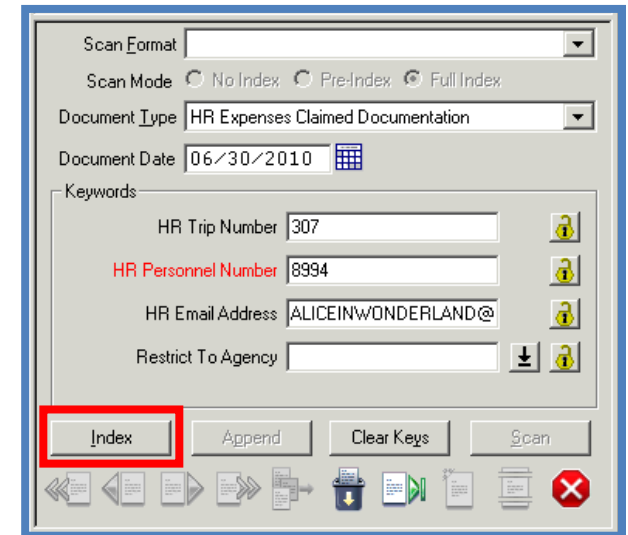 Scan Format
Scan Mode No Index Pre-Index Full Index
Document Type HR Expenses Claimed Documentation
Document Date 06/30/2010
Keywords
HR Trip Number 307
HR Personnel Number 8994
HR Email Address ALICEINWONDERLAND@
Restrict To Agency
Index Append Clear Keys Scan